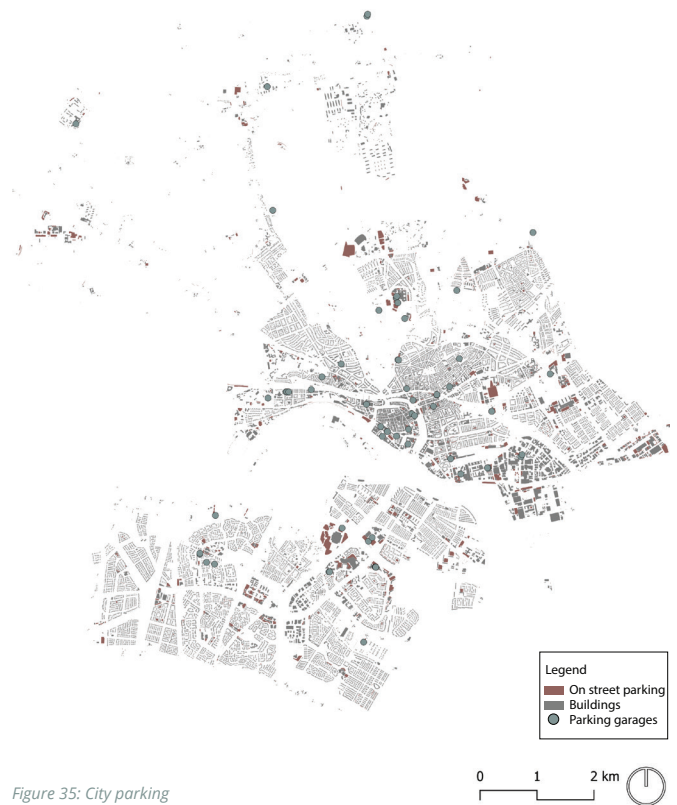 Legend
On street parking
Buildings
Parking garages
0 1 2 km
Figure 35: City parking